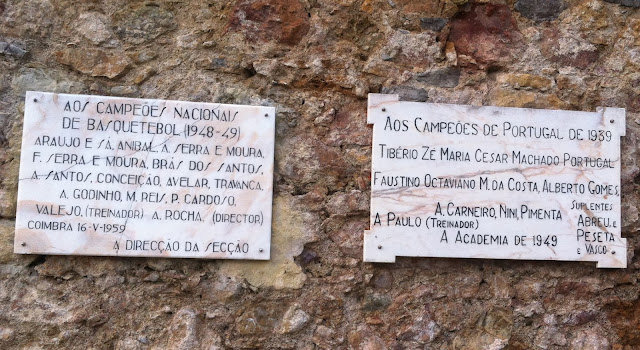 AOS CAMPEÕES NACIONAIS
DE BASQUETEBOL (1948-49)
ARAUJO E SÁ, ANIBAL, A. SERRA E MOURA,
F. SERRA E MOURA, BRÁS DOS SANTOS,
A. SANTOS, CONCEIÇÃO, AVELAR, TRAVANCA,
A. GODINHO, M. REIS, P. CARDOSO,
VALEJO, (TREINADOR) A. ROCHA, (DIRECTOR)
COIMBRA 16-V-1959
A DIRECÇÃO DA SECÇÃO
AOS CAMPEÕES DE PORTUGAL DE 1939
TIBÉRIO ZÉ MARIA CESAR MACHADO PORTUGAL
FAUSTINO OCTAVIANO M. DA COSTA, ALBERTO GOMES,
A. CARNEIRO, NINI, PIMENTA
A PAULO (TREINADOR)
A ACADEMIA DE 1949
SUPLENTES
ABREU, E
PESETA
E VASCO